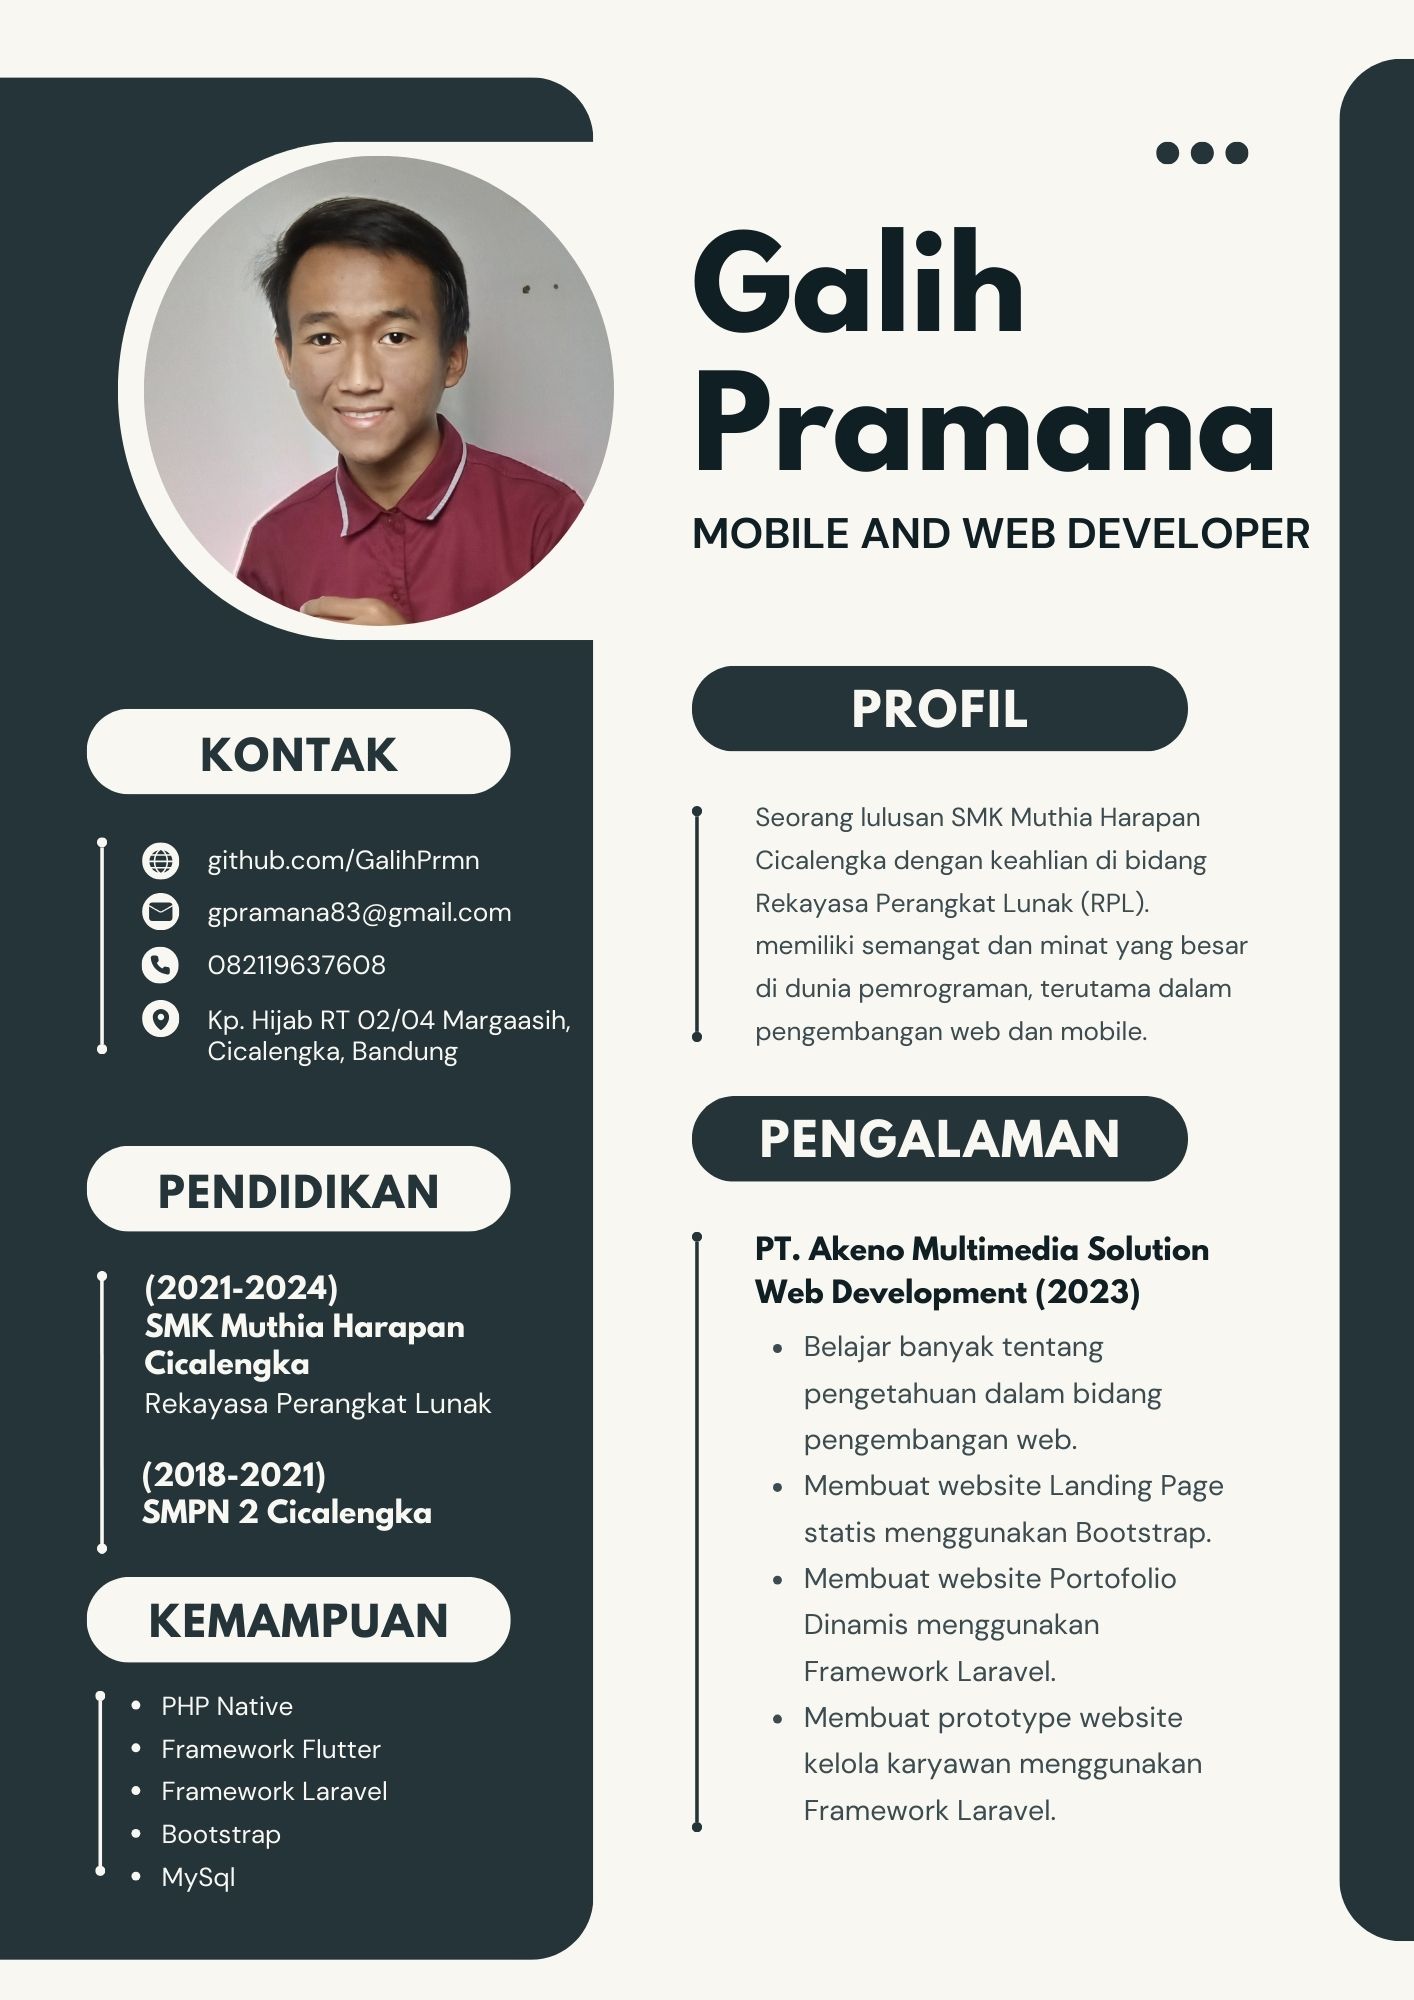 Galih
Pramana
MOBILE AND WEB DEVELOPER
KONTAK
github.com/GalihPrmn
gpramana83@gmail.com
082119637608
Kp. Hijab RT 02/04 Margaasih,
Cicalengka, Bandung
PENDIDIKAN
(2021-2024)
SMK Muthia Harapan
Cicalengka
Rekayasa Perangkat Lunak
(2018-2021)
SMPN 2 Cicalengka
KEMAMPUAN
• PHP Native
• Framework Flutter
• Framework Laravel
• Bootstrap
• MySql
PROFIL
Seorang lulusan SMK Muthia Harapan
Cicalengka dengan keahlian di bidang
Rekayasa Perangkat Lunak (RPL).
memiliki semangat dan minat yang besar
di dunia pemrograman, terutama dalam
pengembangan web dan mobile.
PENGALAMAN
PT. Akeno Multimedia Solution
Web Development (2023)
• Belajar banyak tentang
pengetahuan dalam bidang
pengembangan web.
• Membuat website Landing Page
statis menggunakan Bootstrap.
• Membuat website Portofolio
Dinamis menggunakan
Framework Laravel.
• Membuat prototype website
kelola karyawan menggunakan
Framework Laravel.